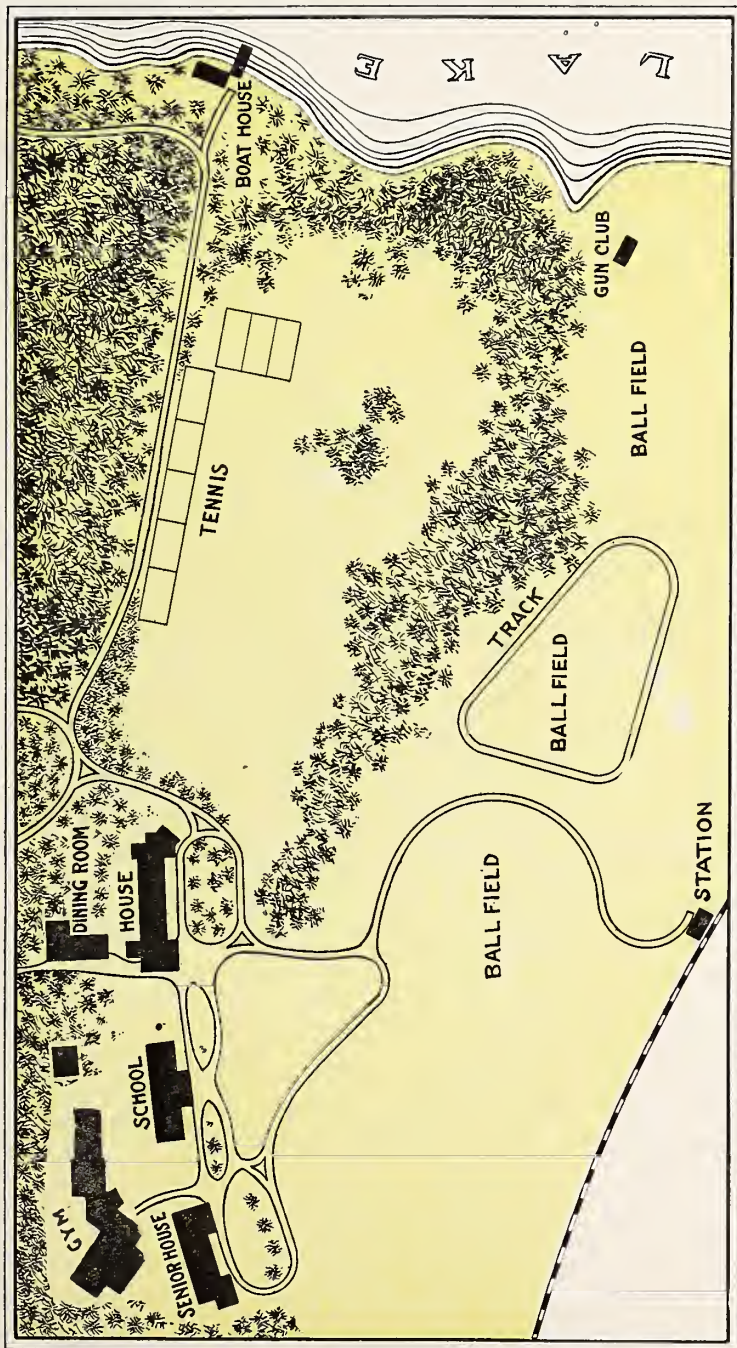 LAKE
BOAT HOUSE
GUN CLUB
BALL FIELD
TENNIS
TRACK
BALL FIELD
STATION
BALL FIELD
DINING ROOM
HOUSE
SCHOOL
GYM
SENIOR HOUSE